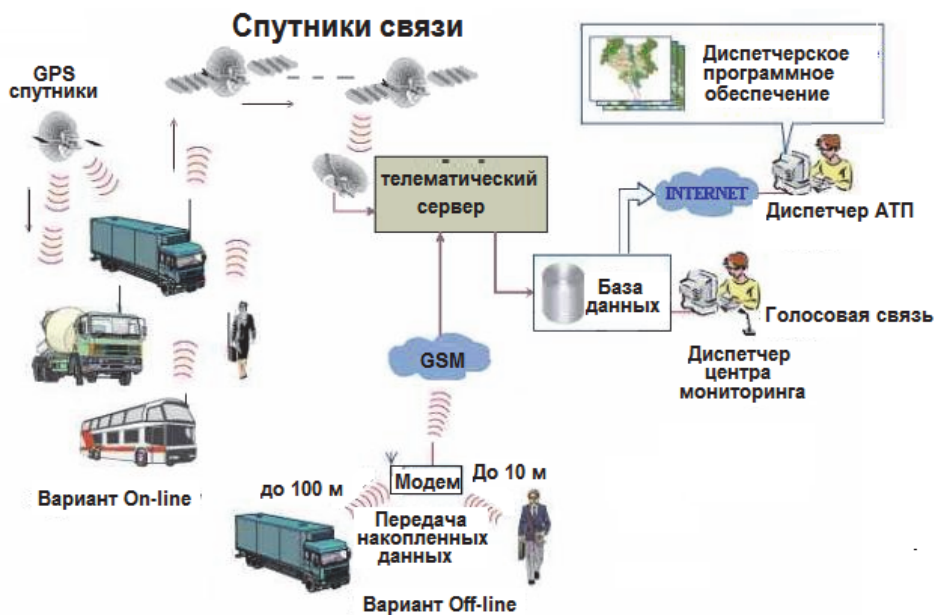 Спутники связи
GPS
спутники
Диспетчерское
программное
обеспечение
телематический
сервер
INTERNET
Диспетчер АТП
База
данных
Голосовая связь
Диспетчер
центра
мониторинга
GSM
Вариант On-line
до 100 м
Модем
До 10 м
Передача
накопленных
данных
Вариант Off-line